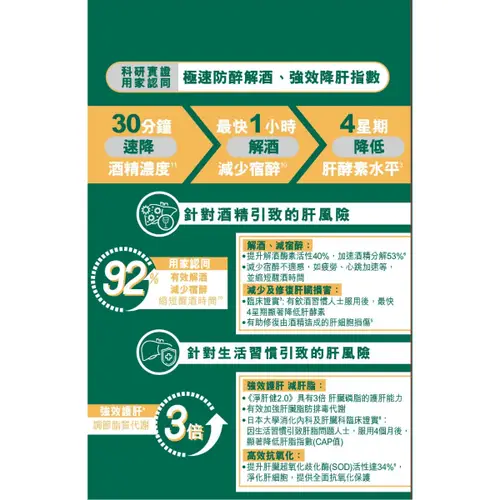 科研實證
用家認同
極速防醉解酒、強效降肝指數
30分鐘
速降
酒精濃度
最快1小時
解酒
減少宿醉
4星期
降低
肝酵素水平
針對酒精引致的肝風險
92%
用家認同
有效解酒
減少宿醉
縮短醒酒時間
解酒、減宿醉：
•提升解酒酶素活性40%，加速酒精分解53%
•減少宿醉不適感，如疲勞、心跳加速等，
並縮短醒酒時間
減少及修復肝臟損害：
•臨床證實：有飲酒習慣人士服用後，最快
4星期顯著降低肝酵素
•有助修復由酒精造成的肝細胞損傷
針對生活習慣引致的肝風險
強效護肝
調節脂質代謝
3倍
強效護肝 減肝脂：
•《淨肝健2.0》具有3倍 肝臟磷脂的護肝能力
•有效加強肝臟脂肪排毒代謝
•日本大學消化內科及肝臟科臨床證實：
因生活習慣引致肝脂問題人士，服用4個月後，
顯著降低肝脂指數(CAP值)
高效抗氧化：
•提升肝臟超氧化歧化酶(SOD)活性達34%，
淨化肝細胞，提供全面抗氧化保護